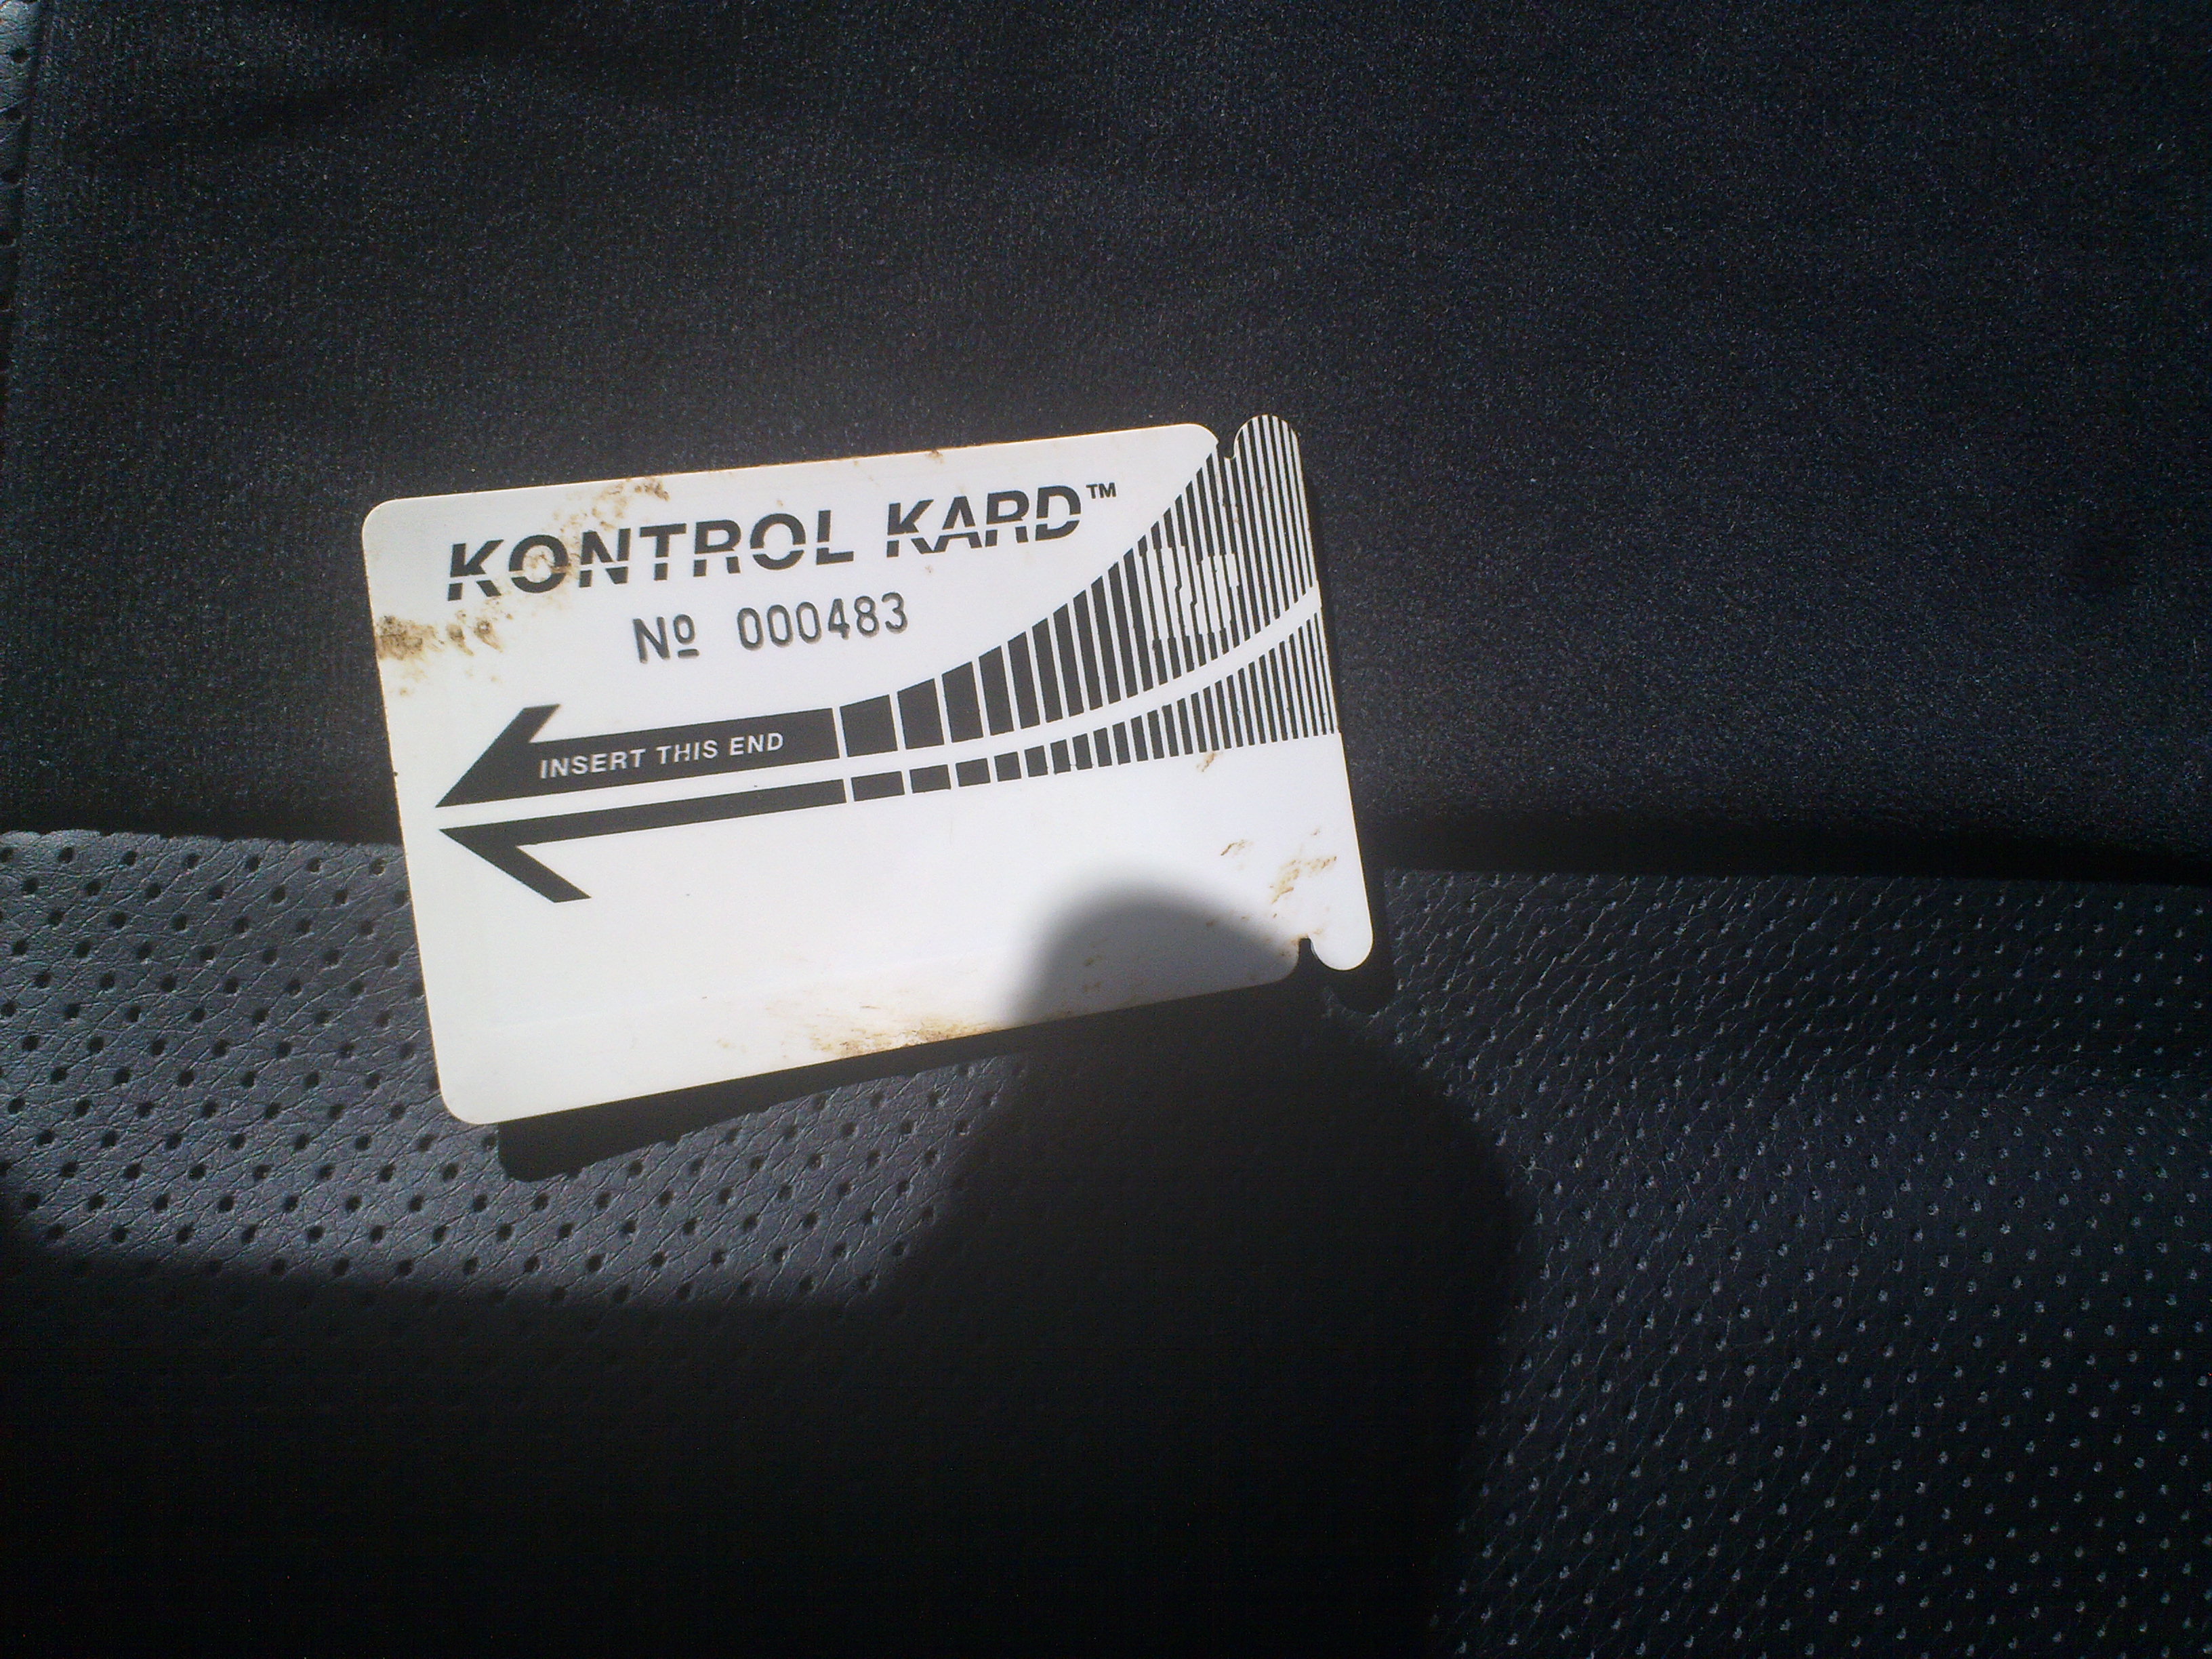 KONTROL KARD™
Nº 000483
INSERT THIS END